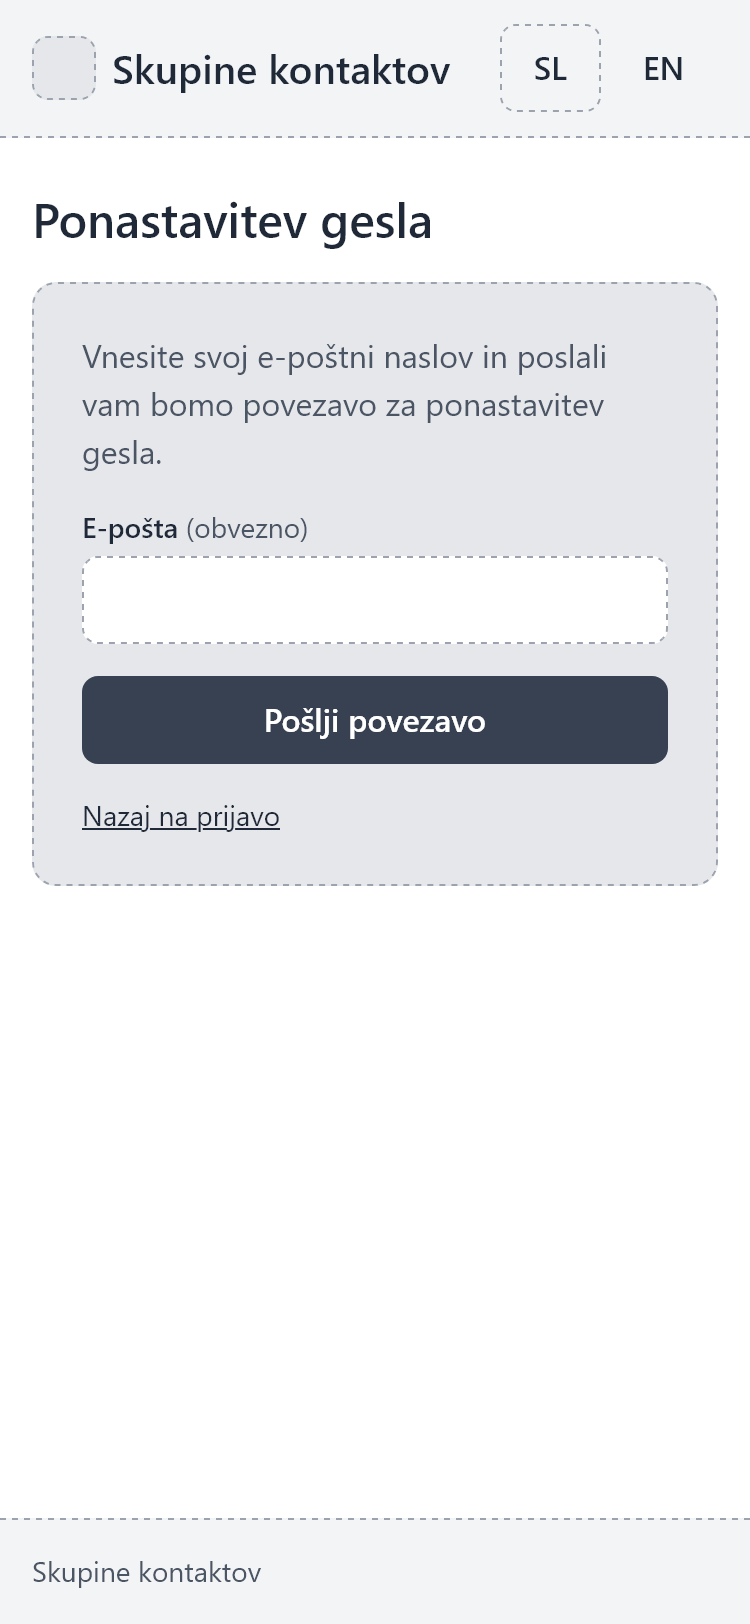 Skupine kontaktov
SL
EN
Ponastavitev gesla
Vnesite svoj e-poštni naslov in poslali
vam bomo povezavo za ponastavitev
gesla.
E-pošta (obvezno)
Pošlji povezavo
Nazaj na prijavo
Skupine kontaktov